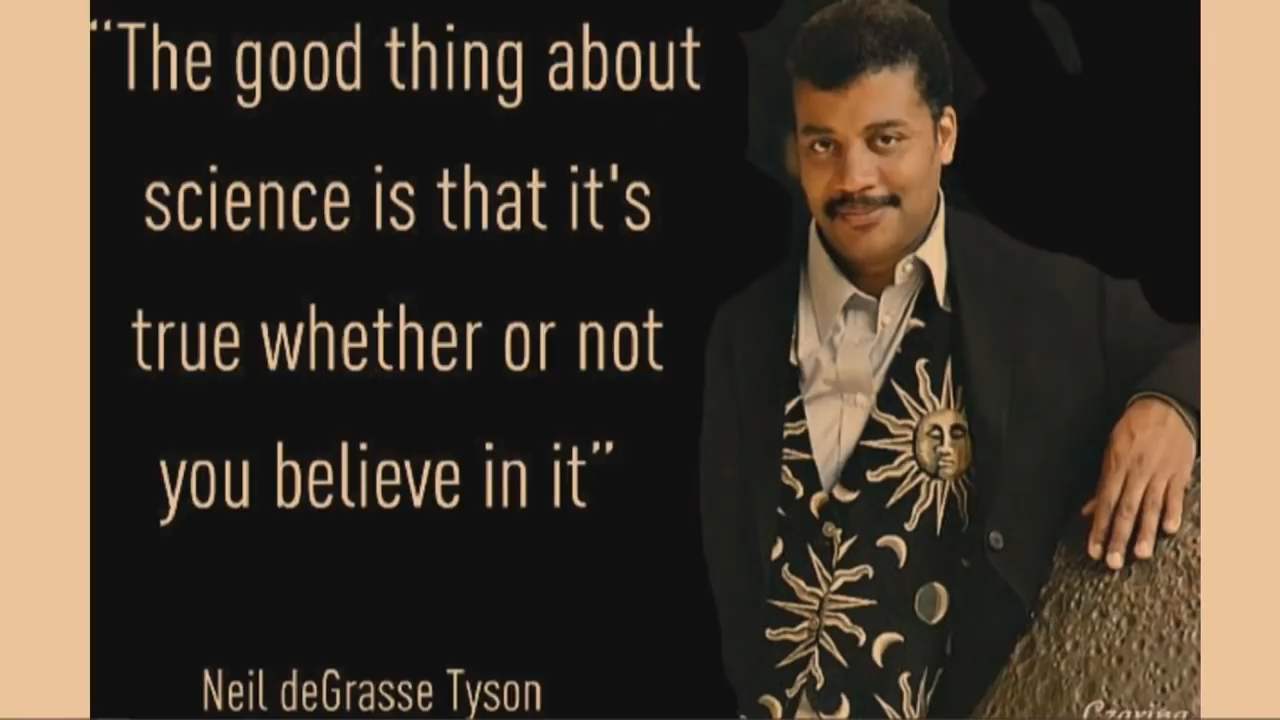 “The good thing about
science is that it's
true whether or not
you believe in it”
Neil deGrasse Tyson
Czarina